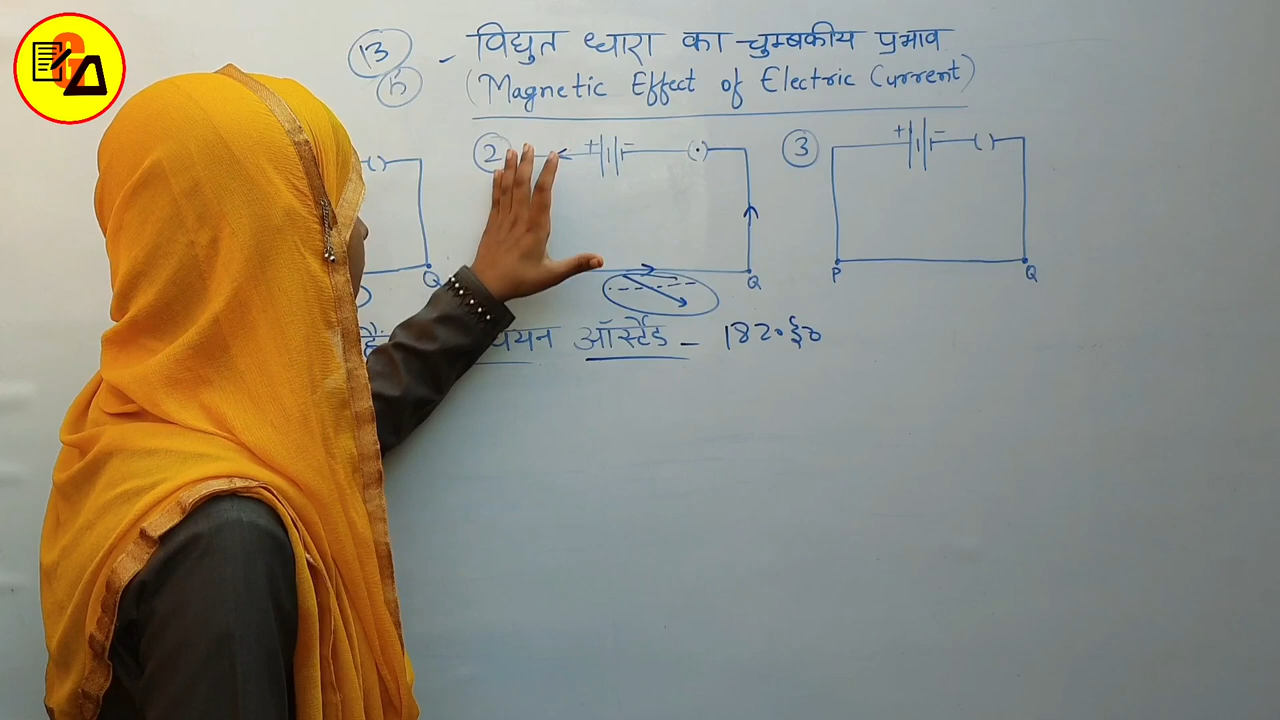 13 - विद्युत धारा का चुम्बकीय प्रभाव
h (Magnetic Effect of Electric Current)
2 + - (·)
3 + - ( )
( )
Q
Q
P Q
हैं ऑर्स्टेड - 1820 ई०